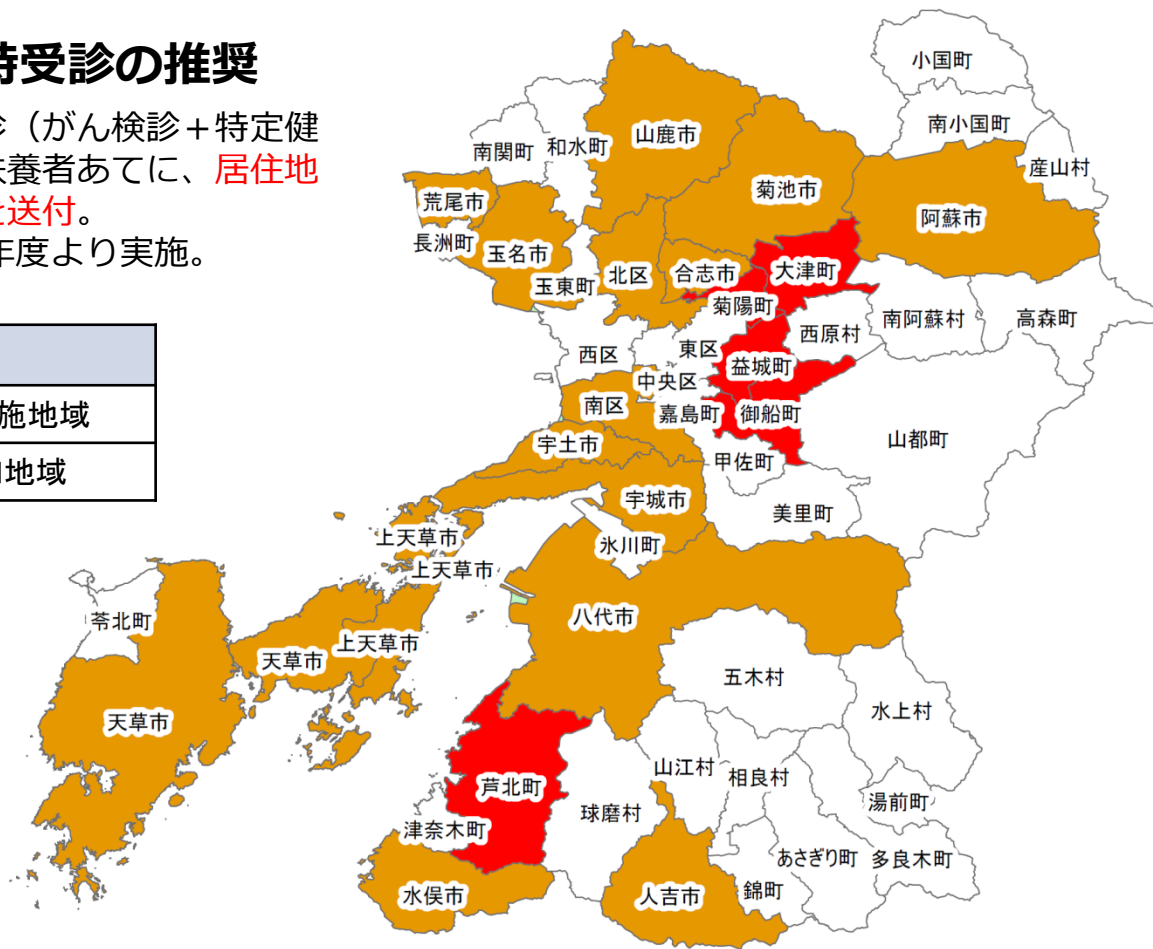 時受診の推奨
診（がん検診＋特定健
扶養者あてに、居住地
を送付。
年度より実施。
施地域
地域
小国町
南小国町
産山村
山鹿市
和水町
南関町
菊池市
阿蘇市
荒尾市
長洲町
玉名市
玉東町
北区
合志市
大津町
菊陽町
西原村
南阿蘇村
高森町
西区
東区
益城町
中央区
南区
嘉島町
御船町
山都町
宇土市
甲佐町
宇城市
美里町
氷川町
上天草市
上天草市
八代市
苓北町
天草市
上天草市
天草市
五木村
水上村
山江村
相良村
芦北町
球磨村
湯前町
津奈木町
あさぎり町
多良木町
水俣市
人吉市
錦町